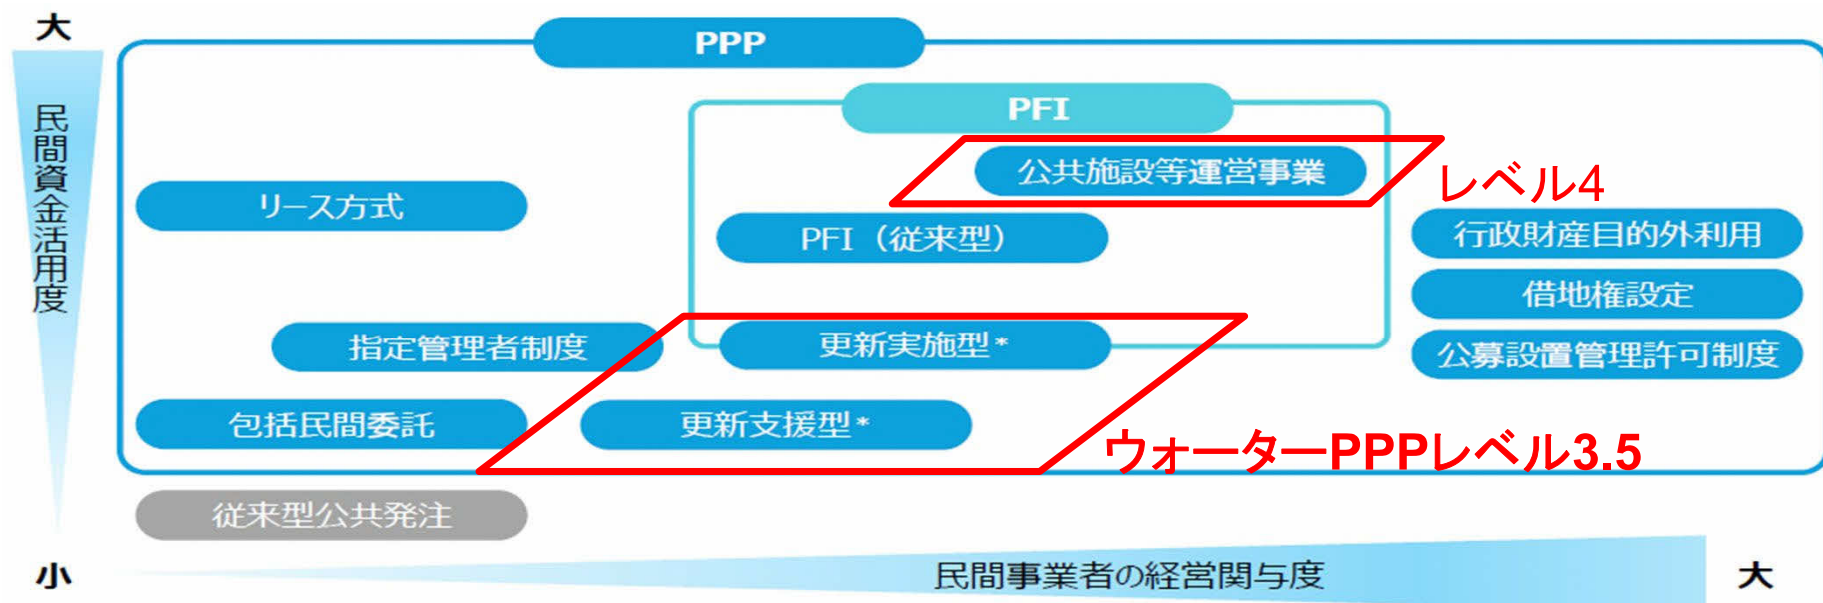 大
PPP
民間資金活用度
PFI
公共施設等運営事業
レベル4
リース方式
PFI（従来型）
行政財産目的外利用
借地権設定
指定管理者制度
更新実施型*
公募設置管理許可制度
包括民間委託
更新支援型*
ウォーターPPPレベル3.5
従来型公共発注
小
民間事業者の経営関与度
大